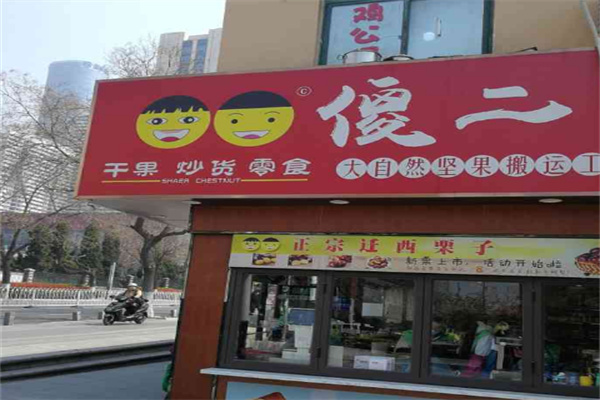 鸡公
©
傻二
干果 炒货 零食
SHAER CHESTNUT
大自然坚果搬运工
正宗迁西栗子
新栗上市，活动开始啦